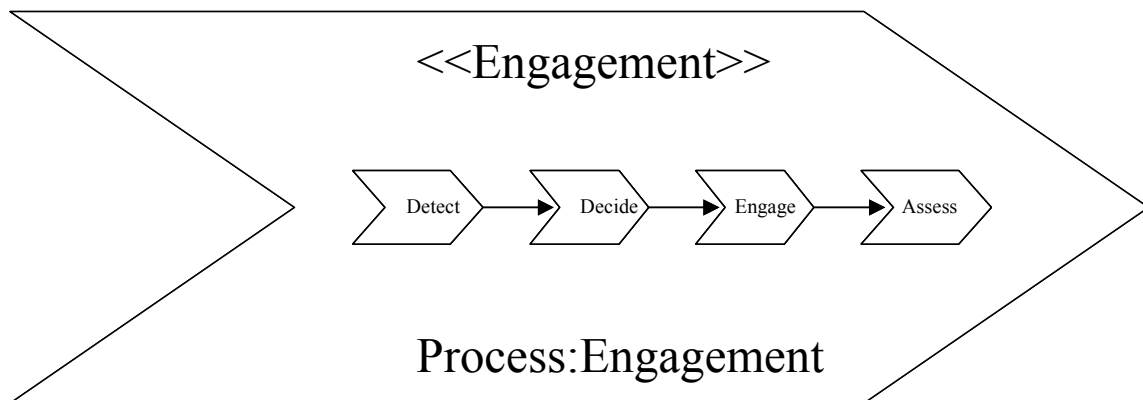 <<Engagement>>
Detect
Decide
Engage
Assess
Process:Engagement